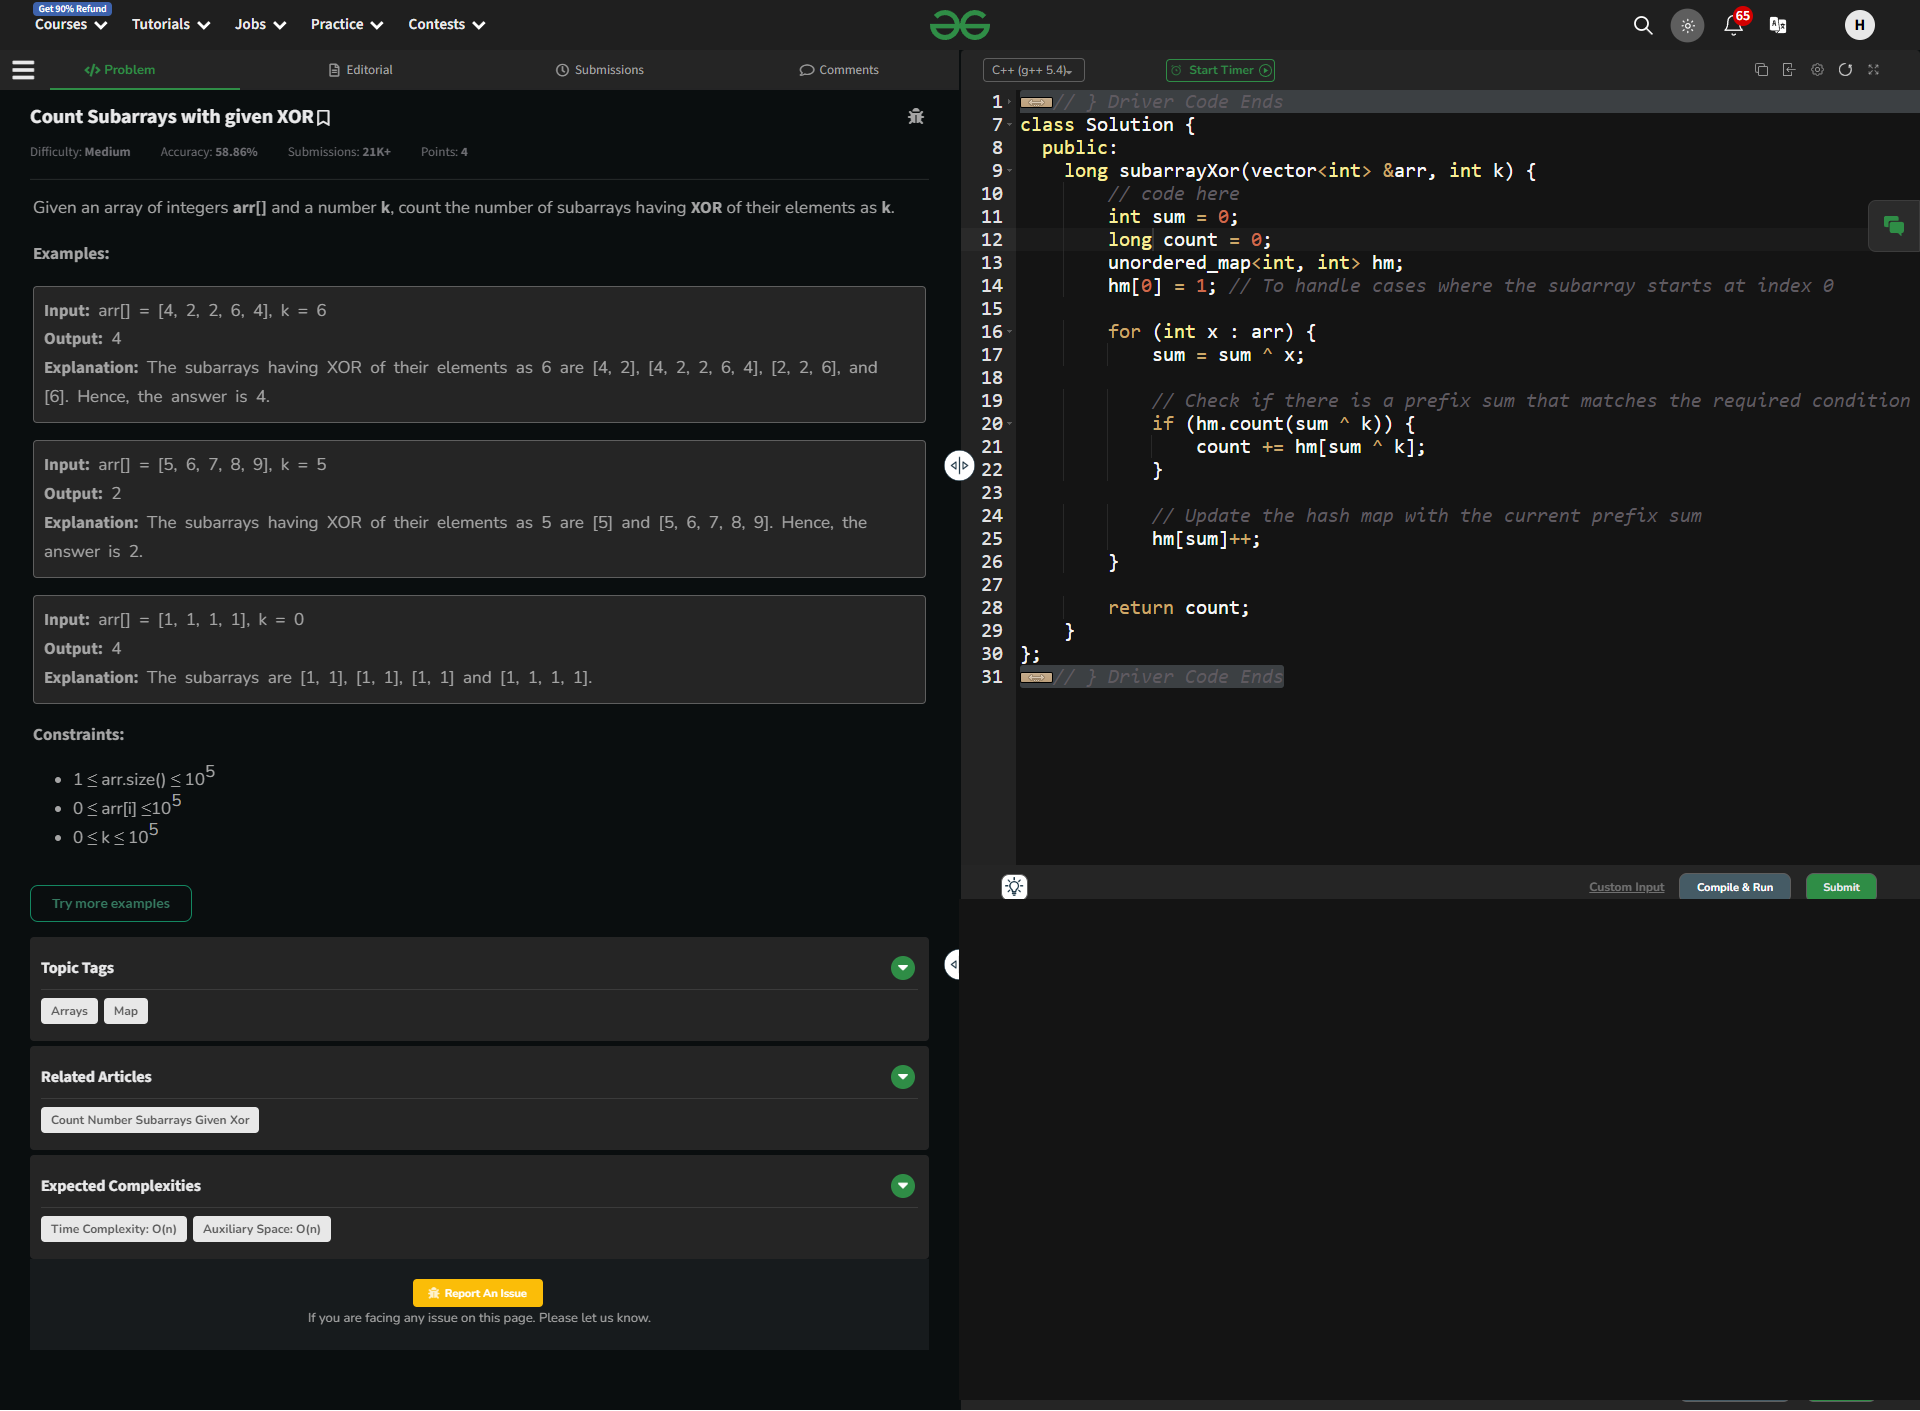 Get 90% Refund
Courses Tutorials Jobs Practice Contests
65
H
</> Problem Editorial Submissions Comments
Count Subarrays with given XOR
Difficulty: Medium Accuracy: 58.86% Submissions: 21K+ Points: 4
Given an array of integers arr[] and a number k, count the number of subarrays having XOR of their elements as k.
Examples:
Input: arr[] = [4, 2, 2, 6, 4], k = 6
Output: 4
Explanation: The subarrays having XOR of their elements as 6 are [4, 2], [4, 2, 2, 6, 4], [2, 2, 6], and
[6]. Hence, the answer is 4.
Input: arr[] = [5, 6, 7, 8, 9], k = 5
Output: 2
Explanation: The subarrays having XOR of their elements as 5 are [5] and [5, 6, 7, 8, 9]. Hence, the
answer is 2.
Input: arr[] = [1, 1, 1, 1], k = 0
Output: 4
Explanation: The subarrays are [1, 1], [1, 1], [1, 1] and [1, 1, 1, 1].
Constraints:
• 1 ≤ arr.size() ≤ 10^5
• 0 ≤ arr[i] ≤10^5
• 0 ≤ k ≤ 10^5
Try more examples
Topic Tags
Arrays Map
Related Articles
Count Number Subarrays Given Xor
Expected Complexities
Time Complexity: O(n) Auxiliary Space: O(n)
Report An Issue
If you are facing any issue on this page. Please let us know.
C++ (g++ 5.4) Start Timer
1 // } Driver Code Ends
7 class Solution {
8 public:
9 long subarrayXor(vector<int> &arr, int k) {
10 // code here
11 int sum = 0;
12 long count = 0;
13 unordered_map<int, int> hm;
14 hm[0] = 1; // To handle cases where the subarray starts at index 0
15
16 for (int x : arr) {
17 sum = sum ^ x;
18
19 // Check if there is a prefix sum that matches the required condition
20 if (hm.count(sum ^ k)) {
21 count += hm[sum ^ k];
22 }
23
24 // Update the hash map with the current prefix sum
25 hm[sum]++;
26 }
27
28 return count;
29 }
30 };
31 // } Driver Code Ends
Custom Input Compile & Run Submit